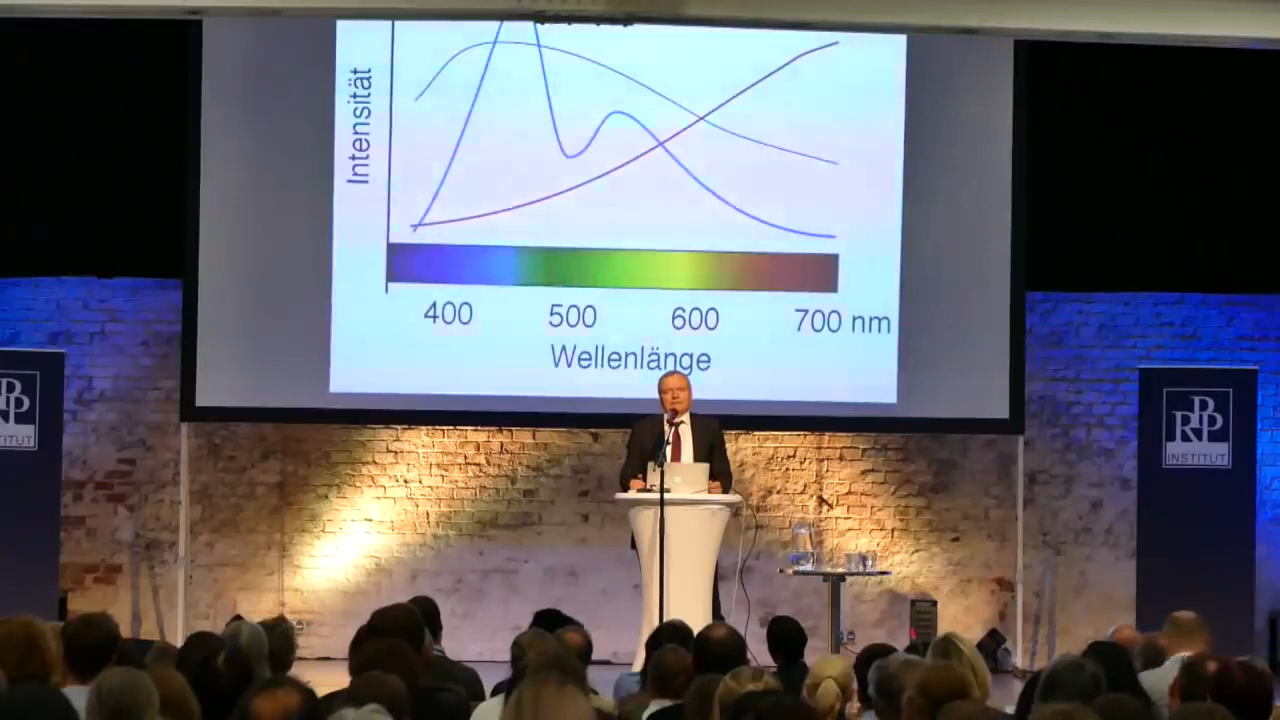 Intensität
400 500 600 700 nm
Wellenlänge
RPP
INSTITUT
RPP
INSTITUT